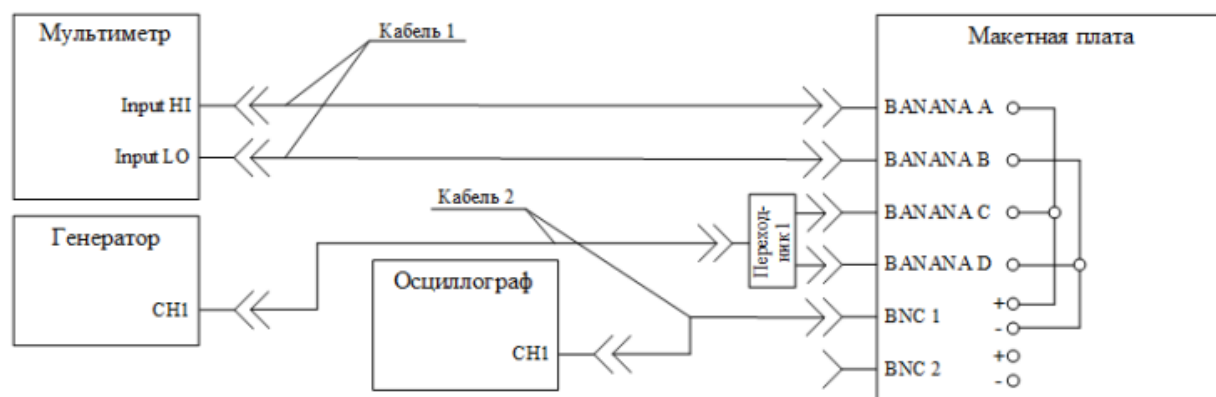 Мультиметр
Кабель 1
Макетная плата
Input HI
BANANA A
Input LO
BANANA B
Кабель 2
Генератор
Переход-
ник 1
BANANA C
Осциллограф
BANANA D
CH1
BNC 1
+
-
CH1
BNC 2
+
-